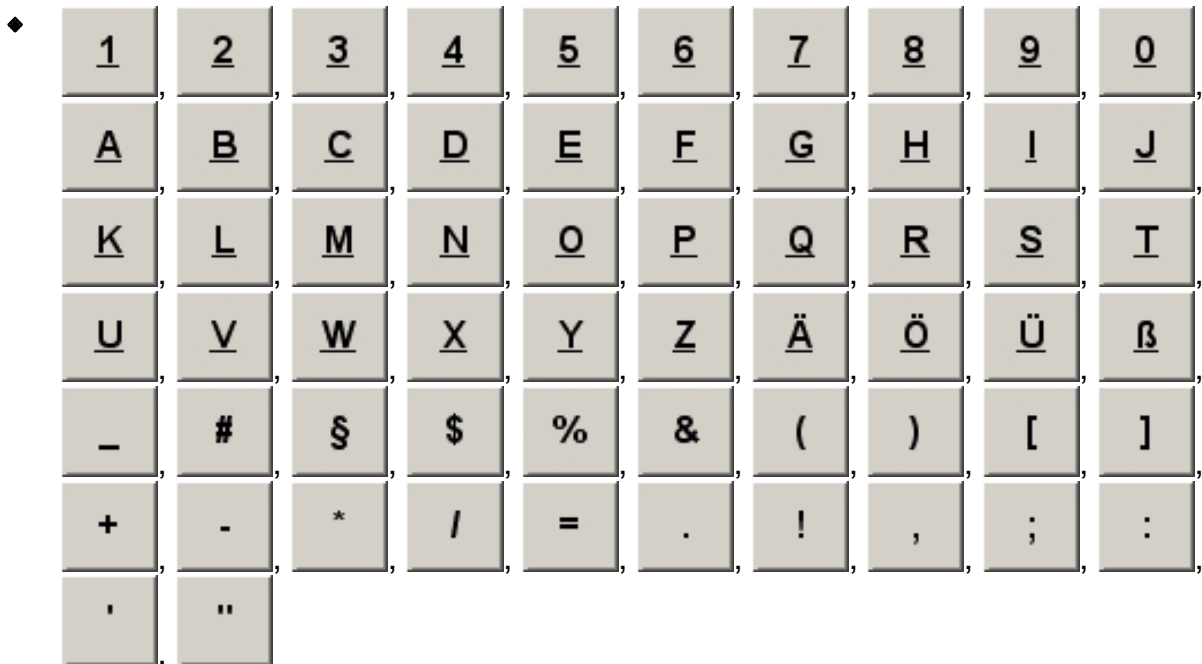 ◆ 1, 2, 3, 4, 5, 6, 7, 8, 9, 0,
A, B, C, D, E, F, G, H, I, J,
K, L, M, N, O, P, Q, R, S, T,
U, V, W, X, Y, Z, Ä, Ö, Ü, ß,
_, #, §, $, %, &, (, ), [, ],
+, -, *, /, =, ., !, ,, ;, :,
', "